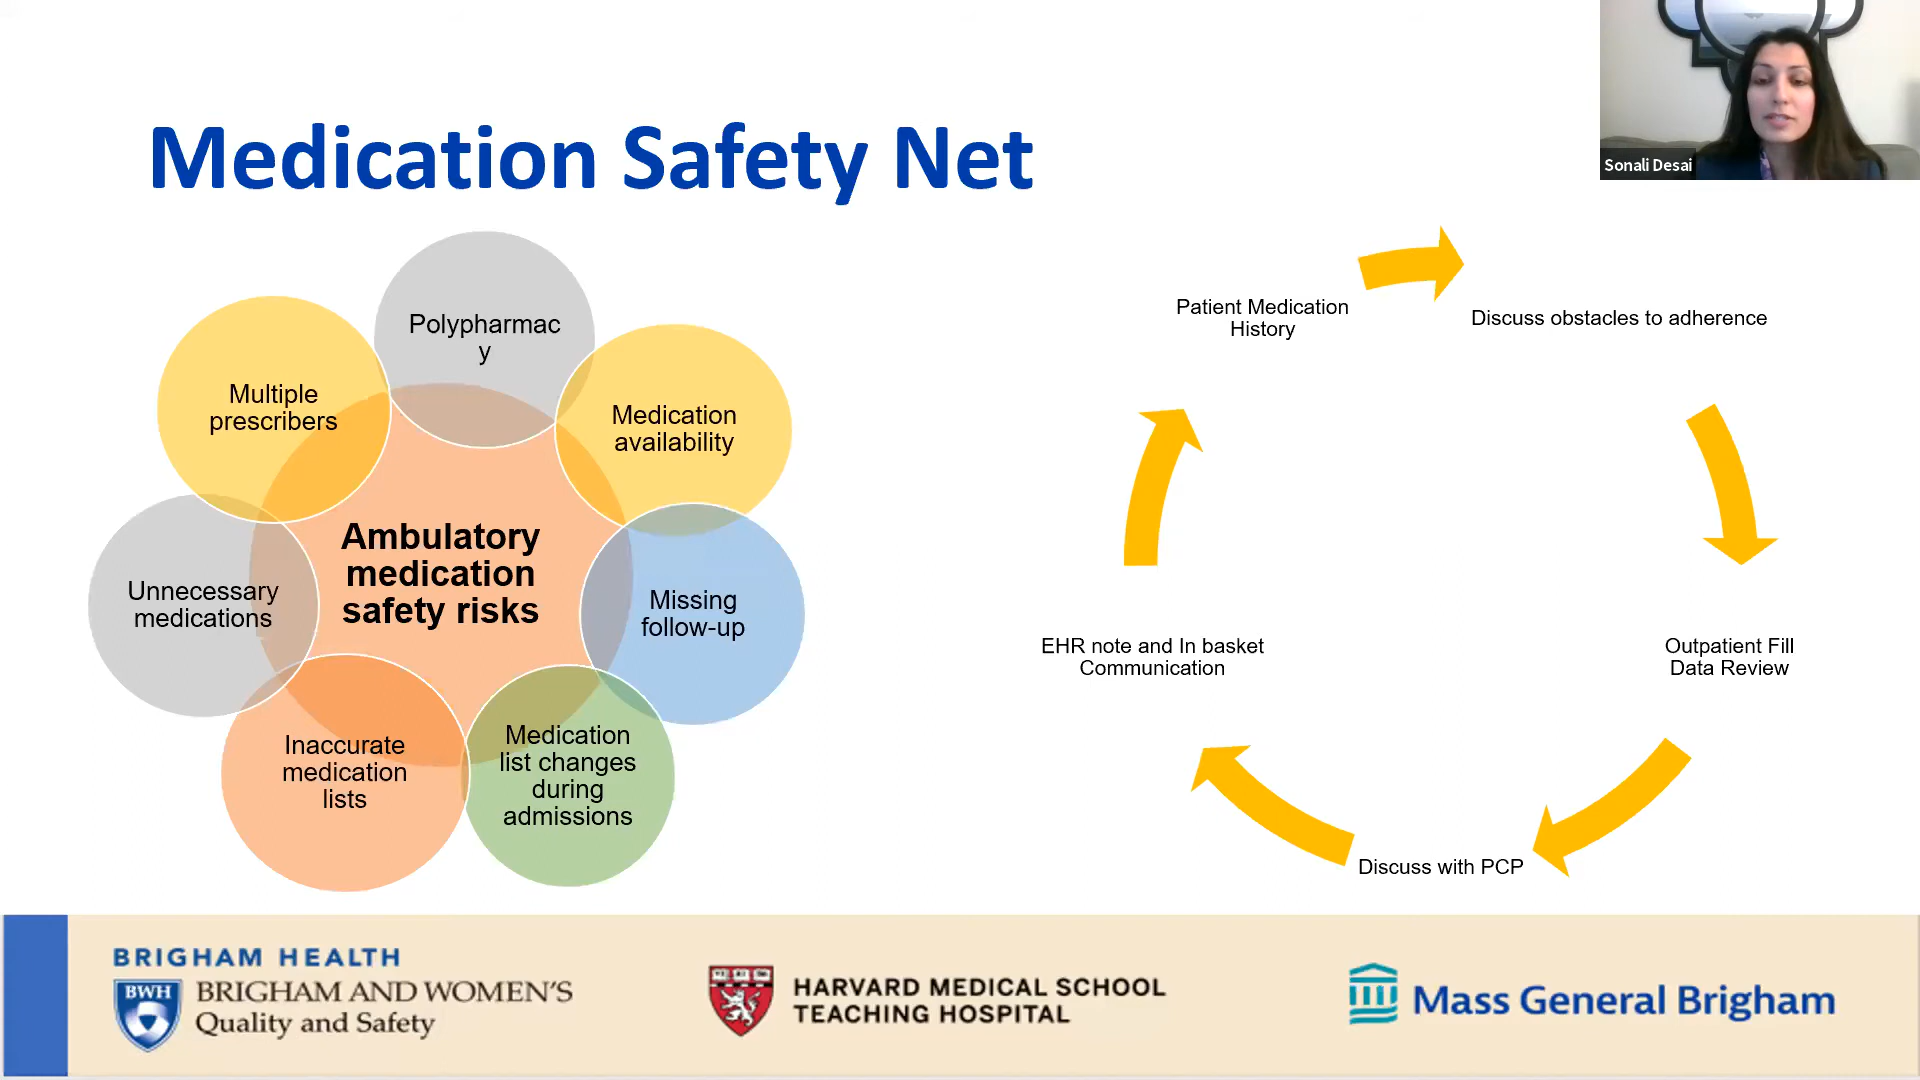 Medication Safety Net
Sonali Desai
Polypharmac
y
Multiple
prescribers
Medication
availability
Ambulatory
medication
safety risks
Unnecessary
medications
Missing
follow-up
Inaccurate
medication
lists
Medication
list changes
during
admissions
Patient Medication
History
Discuss obstacles to adherence
Outpatient Fill
Data Review
Discuss with PCP
EHR note and In basket
Communication
BRIGHAM HEALTH
BWH
BRIGHAM AND WOMEN'S
Quality and Safety
HARVARD MEDICAL SCHOOL
TEACHING HOSPITAL
Mass General Brigham